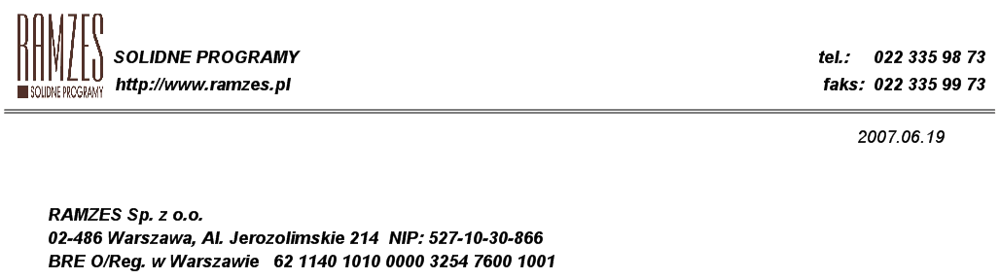 RAMZES
SOLIDNE PROGRAMY
SOLIDNE PROGRAMY tel.: 022 335 98 73
http://www.ramzes.pl faks: 022 335 99 73
2007.06.19
RAMZES Sp. z o.o.
02-486 Warszawa, Al. Jerozolimskie 214 NIP: 527-10-30-866
BRE O/Reg. w Warszawie 62 1140 1010 0000 3254 7600 1001